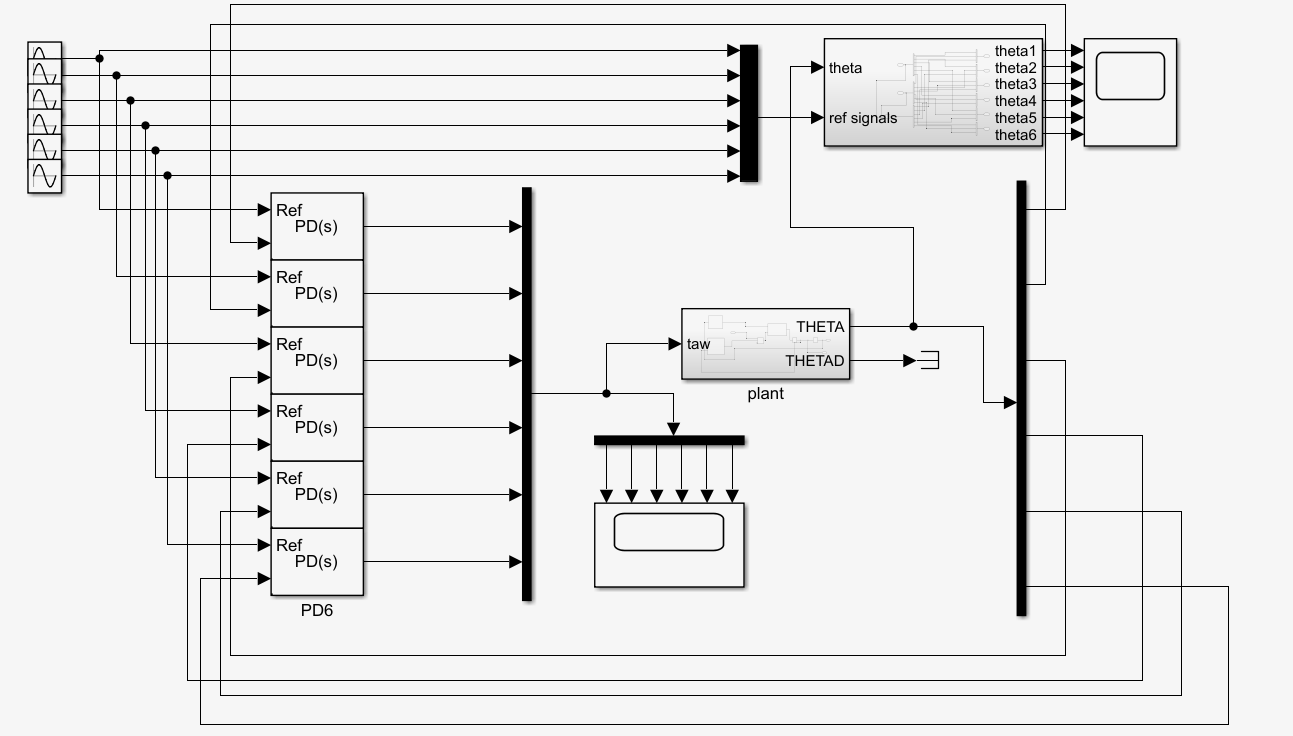 theta
ref signals
theta1
theta2
theta3
theta4
theta5
theta6
Ref
PD(s)
Ref
PD(s)
Ref
PD(s)
Ref
PD(s)
Ref
PD(s)
Ref
PD(s)
PD6
taw
THETA
THETAD
plant